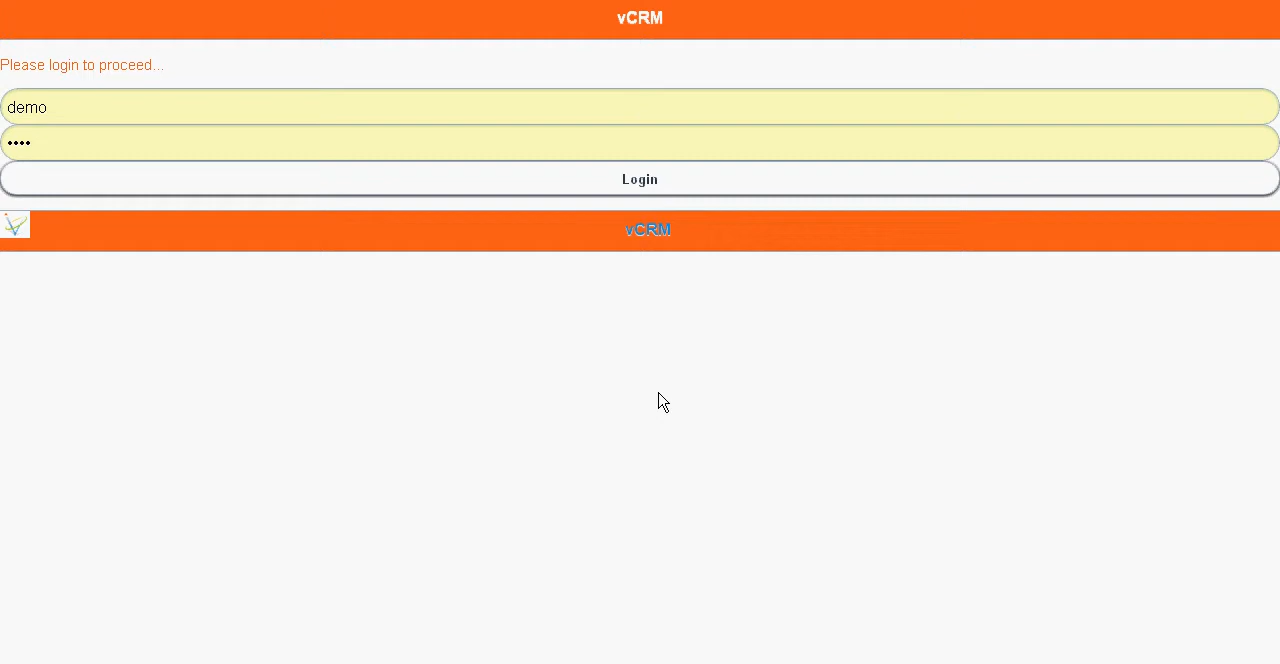 vCRM
Please login to proceed...
demo
••••
Login
vCRM